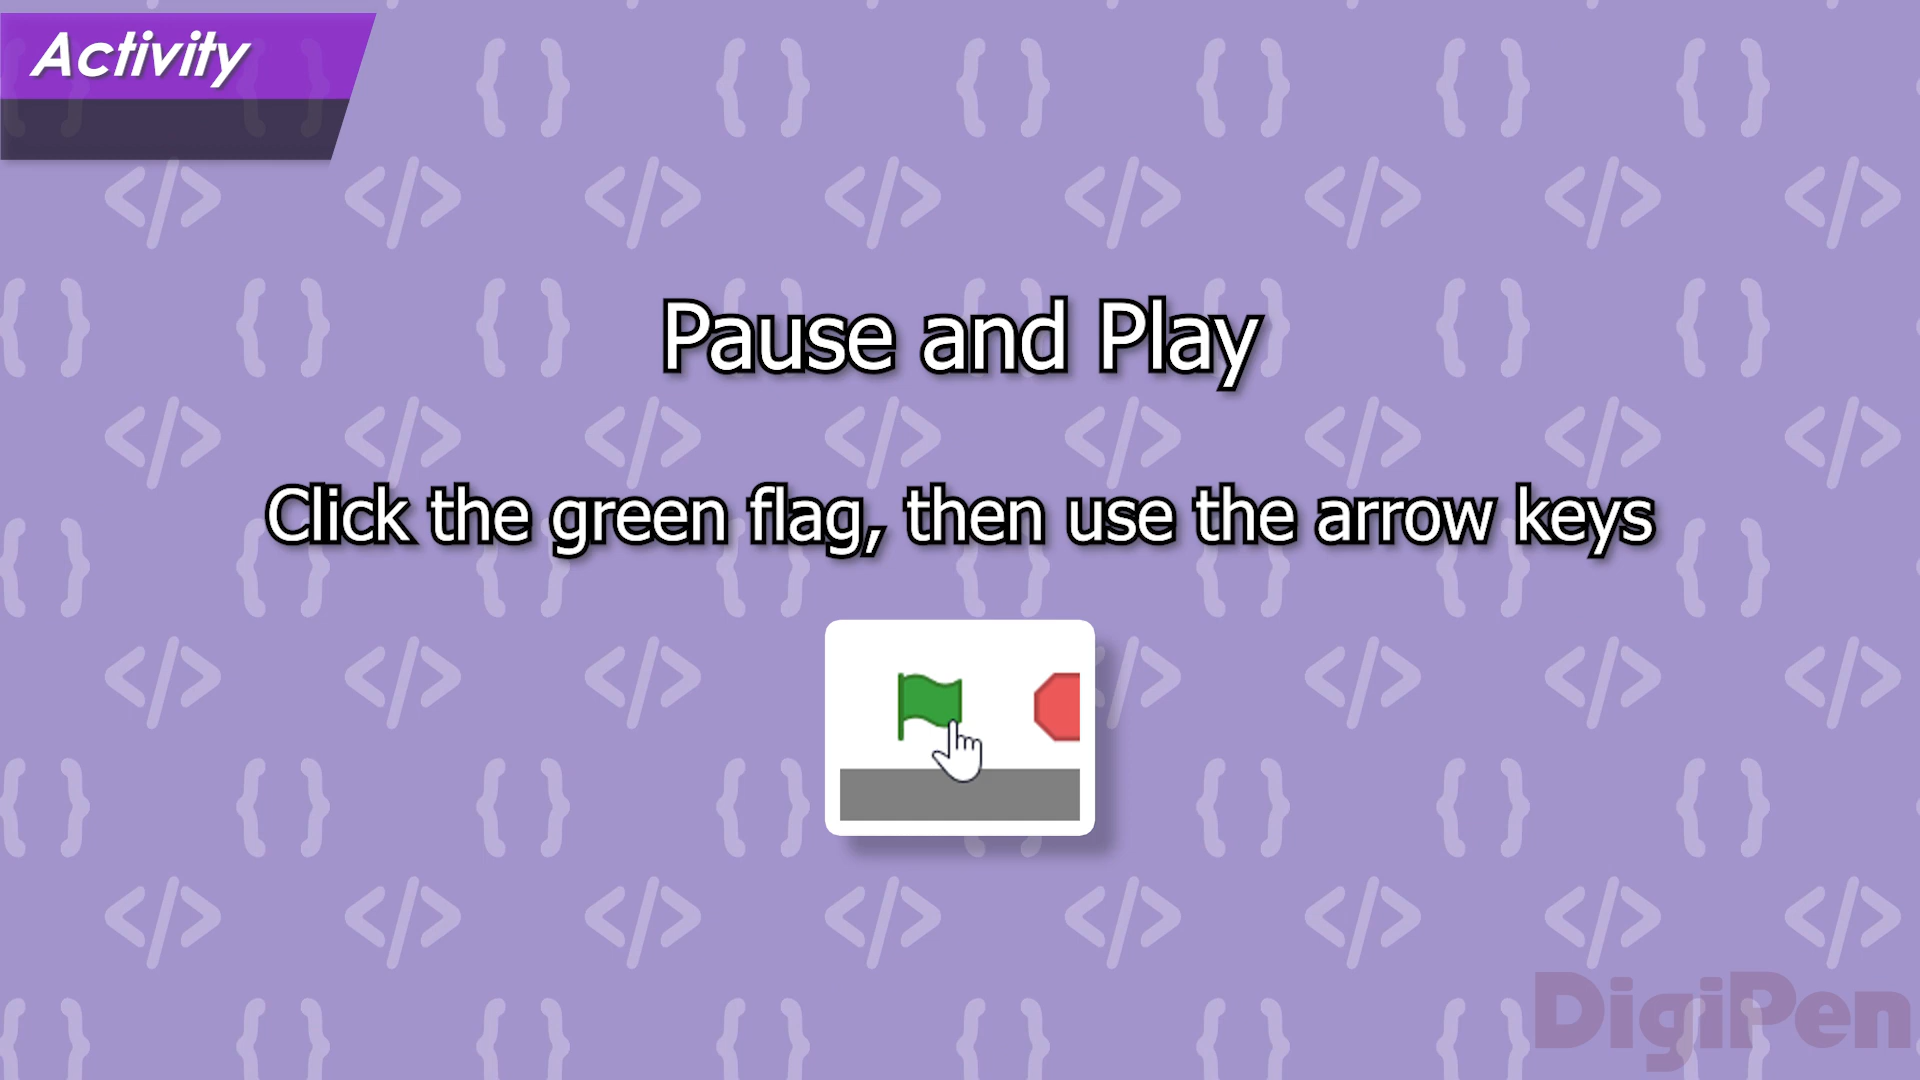 Activity
Pause and Play
Click the green flag, then use the arrow keys
DigiPen